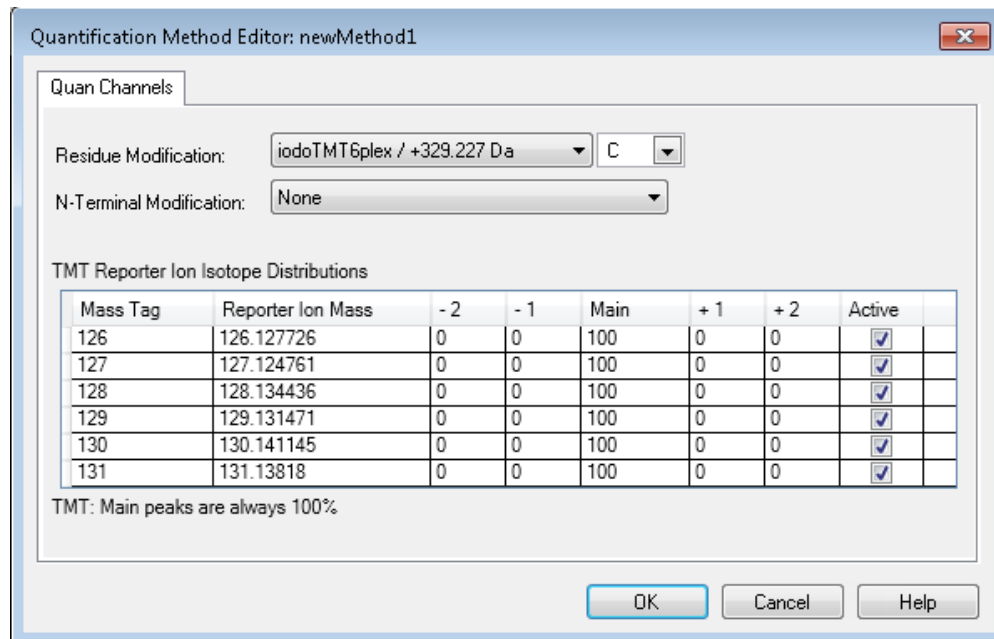 Quantification Method Editor: newMethod1
Quan Channels
Residue Modification: iodoTMT6plex / +329.227 Da C
N-Terminal Modification: None
TMT Reporter Ion Isotope Distributions
Mass Tag Reporter Ion Mass - 2 - 1 Main + 1 + 2 Active
126 126.127726 0 0 100 0 0
127 127.124761 0 0 100 0 0
128 128.134436 0 0 100 0 0
129 129.131471 0 0 100 0 0
130 130.141145 0 0 100 0 0
131 131.13818 0 0 100 0 0
TMT: Main peaks are always 100%
OK Cancel Help